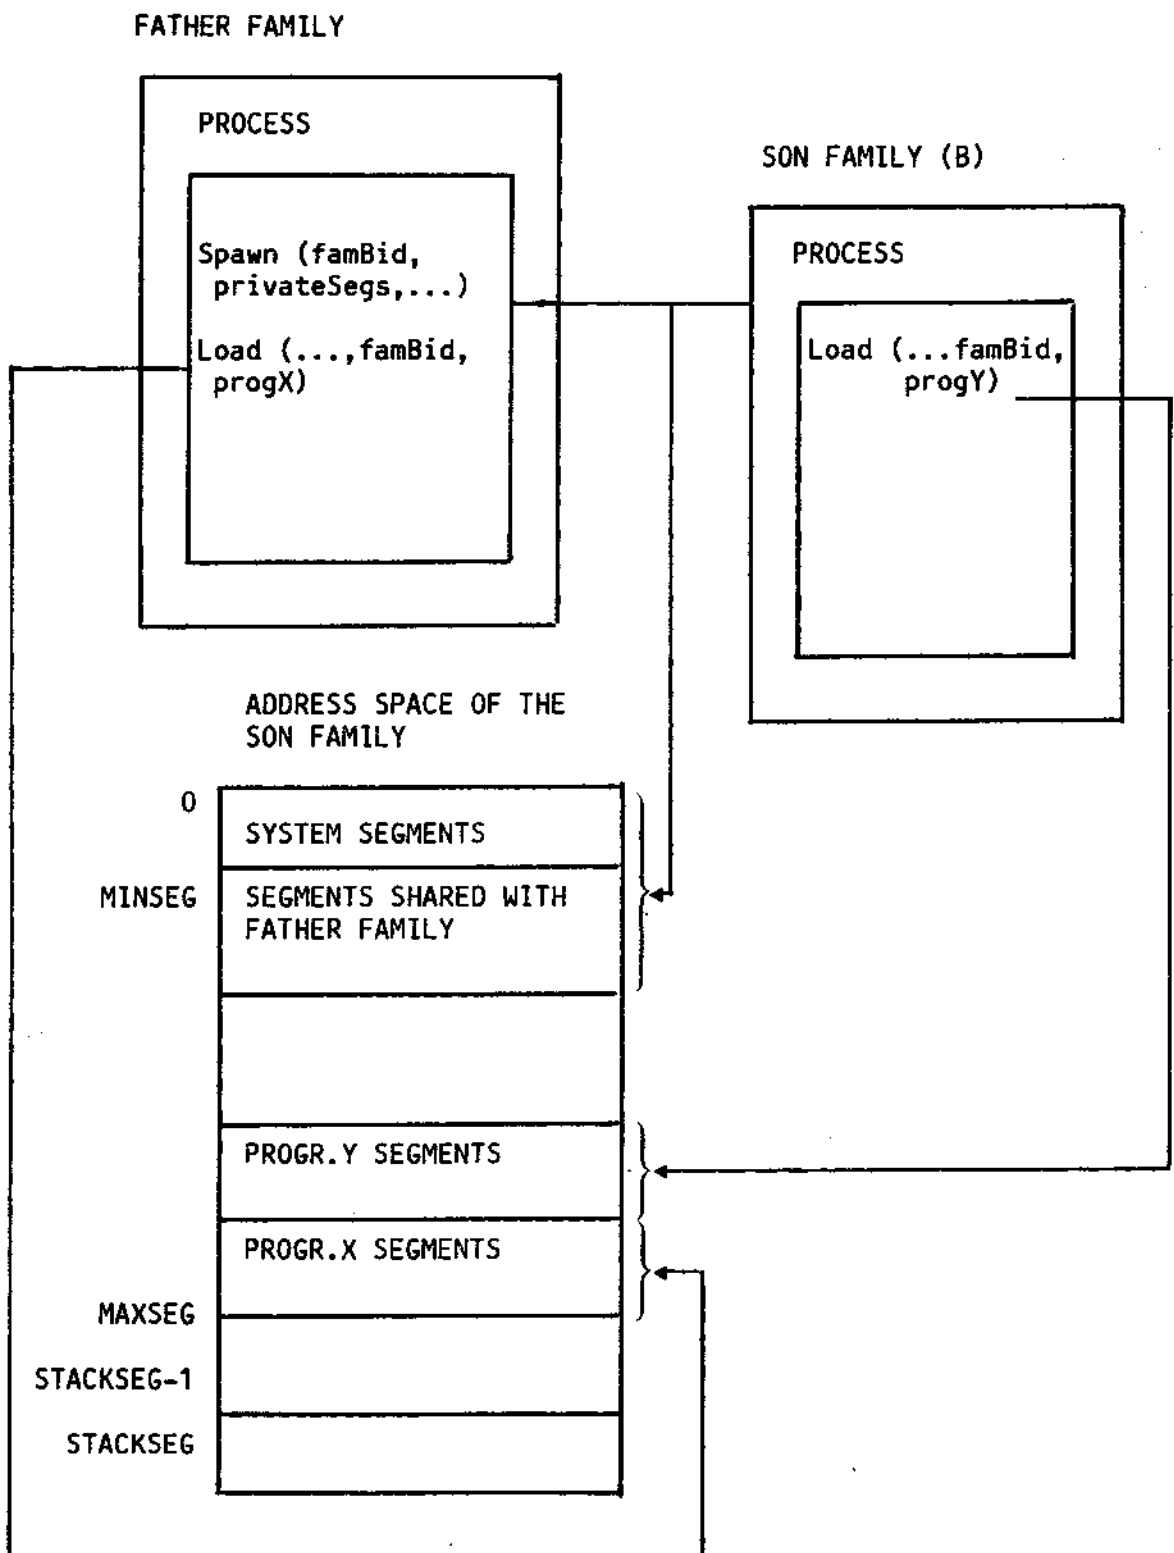 FATHER FAMILY
PROCESS
Spawn (famBid,
privateSegs,...)
Load (...,famBid,
progX)
SON FAMILY (B)
PROCESS
Load (...famBid,
progY)
ADDRESS SPACE OF THE
SON FAMILY
0
SYSTEM SEGMENTS
MINSEG
SEGMENTS SHARED WITH
FATHER FAMILY
PROGR.Y SEGMENTS
PROGR.X SEGMENTS
MAXSEG
STACKSEG-1
STACKSEG